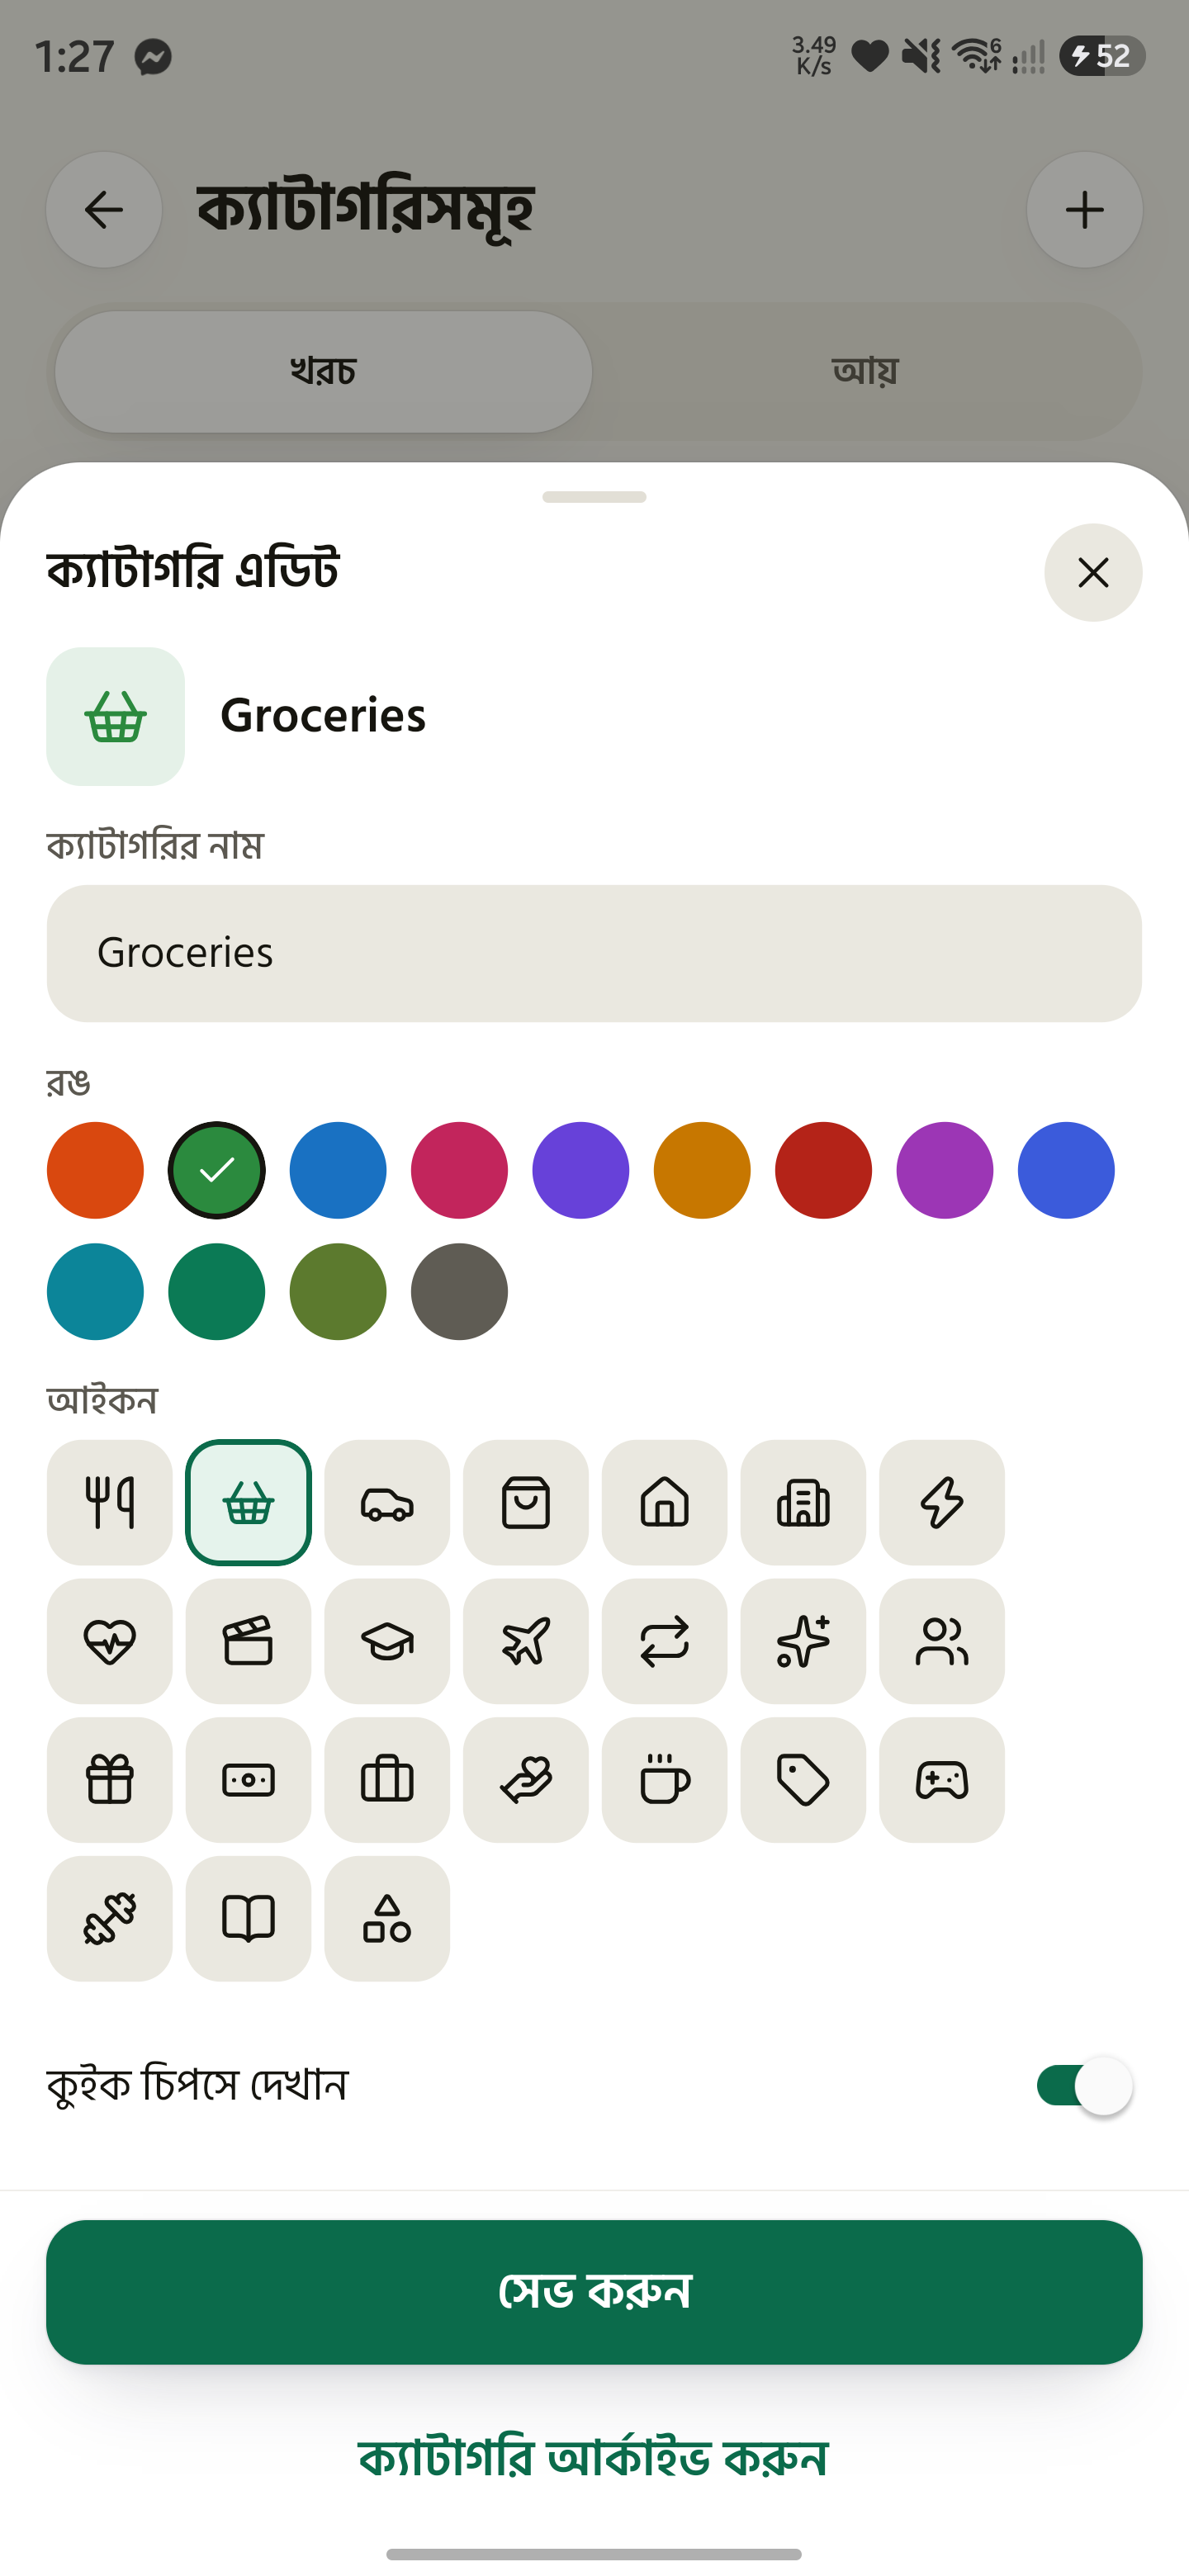 1:27
3.49
K/s
6
52
ক্যাটাগরিসমূহ
খরচ
আয়
ক্যাটাগরি এডিট
Groceries
ক্যাটাগরির নাম
Groceries
রঙ
আইকন
কুইক চিপসে দেখান
সেভ করুন
ক্যাটাগরি আর্কাইভ করুন